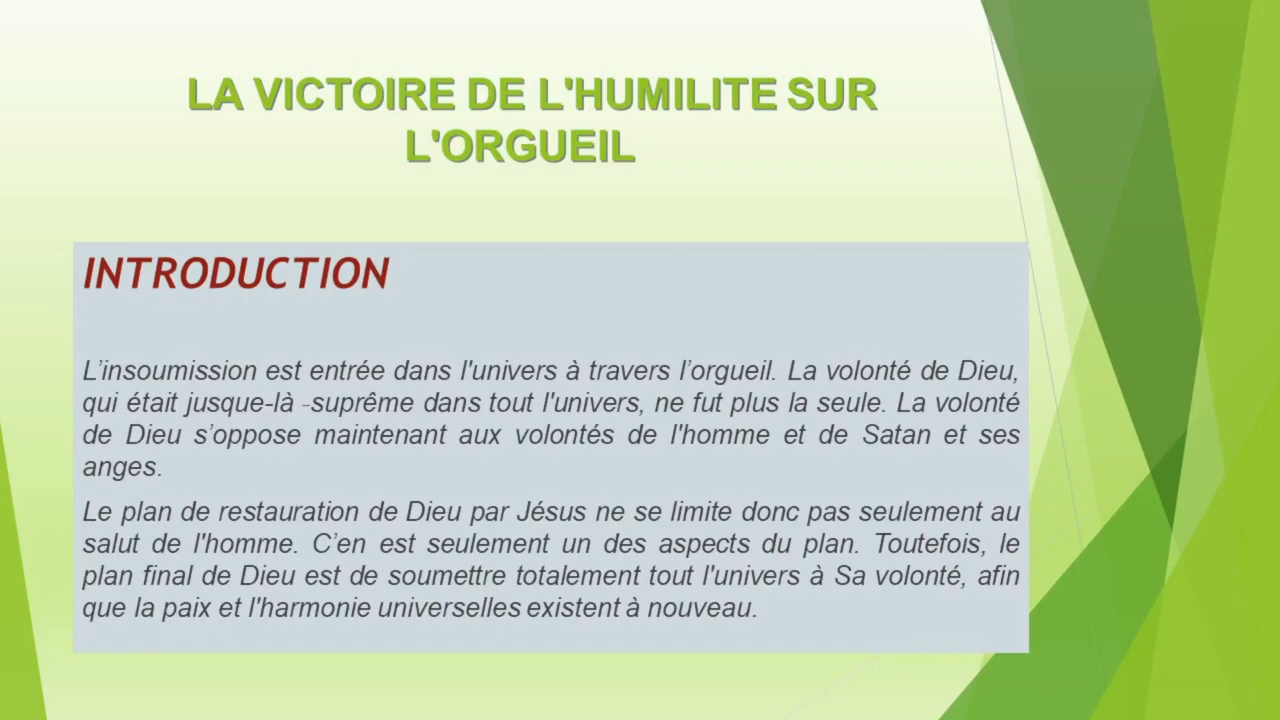 LA VICTOIRE DE L'HUMILITE SUR
L'ORGUEIL
INTRODUCTION
L’insoumission est entrée dans l'univers à travers l’orgueil. La volonté de Dieu,
qui était jusque-là -suprême dans tout l'univers, ne fut plus la seule. La volonté
de Dieu s’oppose maintenant aux volontés de l'homme et de Satan et ses
anges.
Le plan de restauration de Dieu par Jésus ne se limite donc pas seulement au
salut de l'homme. C’en est seulement un des aspects du plan. Toutefois, le
plan final de Dieu est de soumettre totalement tout l'univers à Sa volonté, afin
que la paix et l'harmonie universelles existent à nouveau.